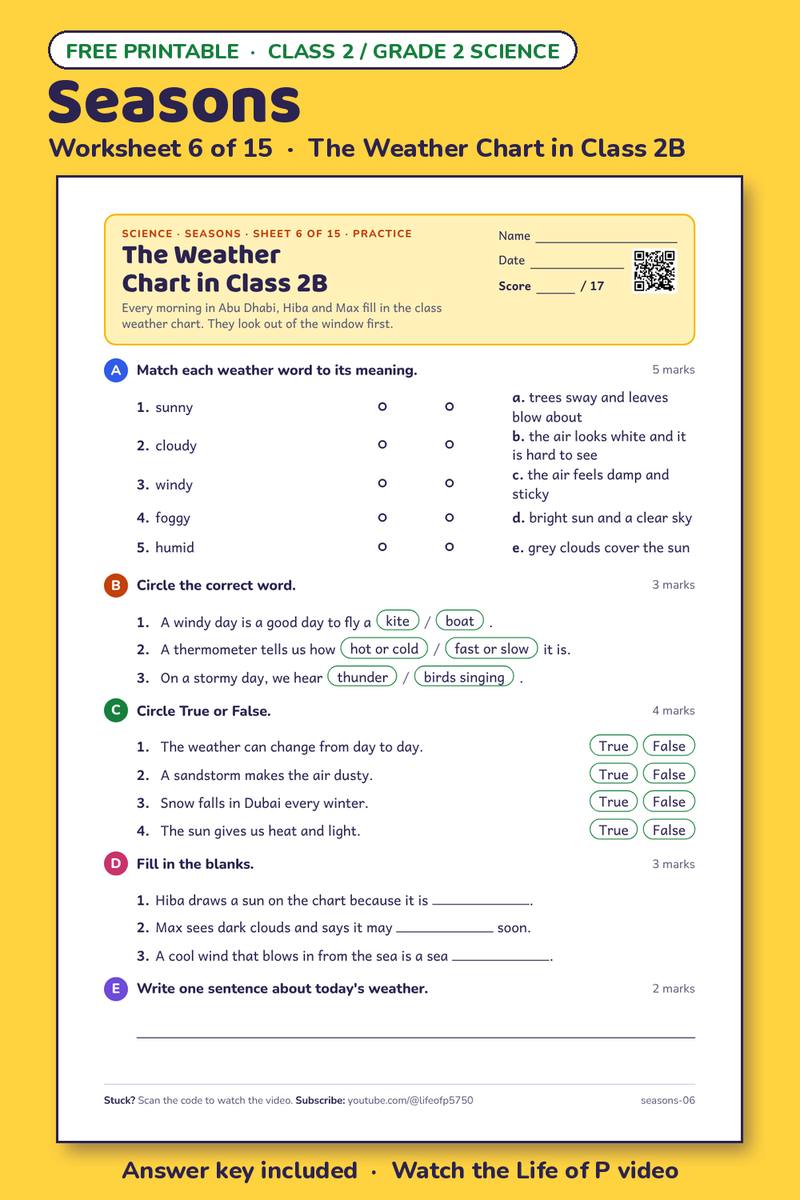 FREE PRINTABLE · CLASS 2 / GRADE 2 SCIENCE
Seasons
Worksheet 6 of 15 · The Weather Chart in Class 2B
SCIENCE · SEASONS · SHEET 6 OF 15 · PRACTICE
The Weather
Chart in Class 2B
Every morning in Abu Dhabi, Hiba and Max fill in the class
weather chart. They look out of the window first.
Name
Date
Score / 17
A Match each weather word to its meaning. 5 marks
1. sunny
a. trees sway and leaves
blow about
2. cloudy
b. the air looks white and it
is hard to see
3. windy
c. the air feels damp and
sticky
4. foggy
d. bright sun and a clear sky
5. humid
e. grey clouds cover the sun
B Circle the correct word. 3 marks
1. A windy day is a good day to fly a kite / boat .
2. A thermometer tells us how hot or cold / fast or slow it is.
3. On a stormy day, we hear thunder / birds singing .
C Circle True or False. 4 marks
1. The weather can change from day to day. True False
2. A sandstorm makes the air dusty. True False
3. Snow falls in Dubai every winter. True False
4. The sun gives us heat and light. True False
D Fill in the blanks. 3 marks
1. Hiba draws a sun on the chart because it is ____________.
2. Max sees dark clouds and says it may ____________ soon.
3. A cool wind that blows in from the sea is a sea ____________.
E Write one sentence about today's weather. 2 marks
Stuck? Scan the code to watch the video. Subscribe: youtube.com/@lifeofp5750
seasons-06
Answer key included · Watch the Life of P video